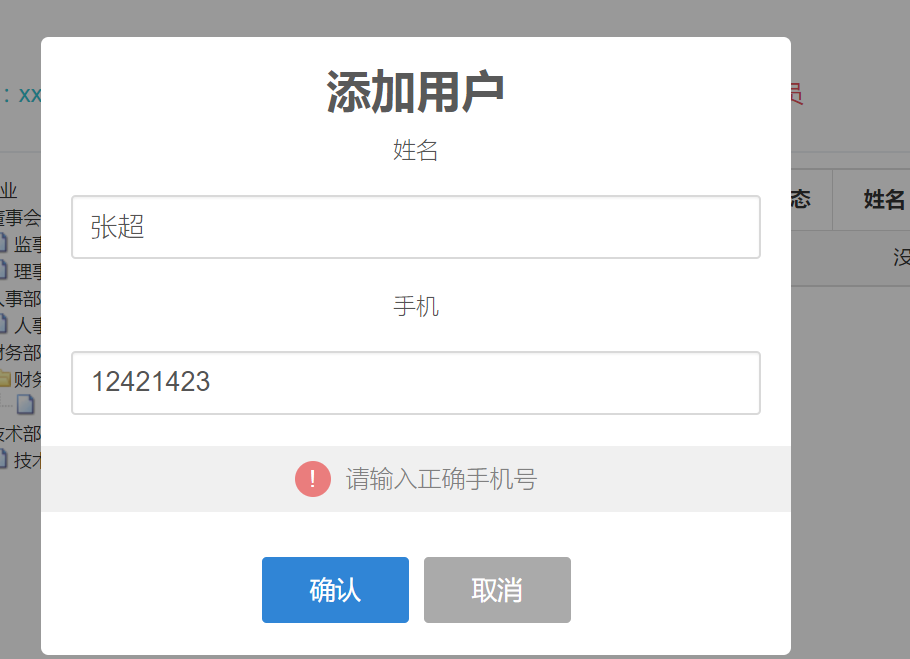 添加用户
姓名
张超
手机
12421423
! 请输入正确手机号
确认 取消
: xx
员
业
董事会
监事
理事
人事部
人事
财务部
财务
技术部
技术
态 姓名
没